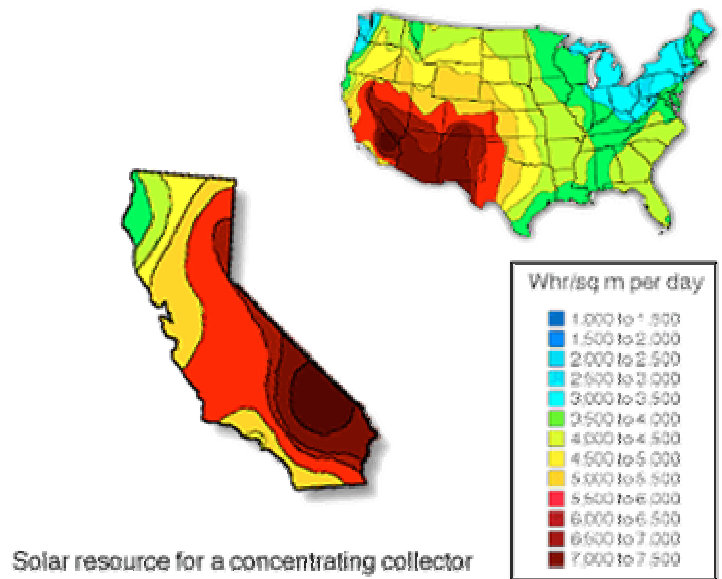 Whr/sq m per day
1,000 to 1,500
1,500 to 2,000
2,000 to 2,500
2,500 to 3,000
3,000 to 3,500
3,500 to 4,000
4,000 to 4,500
4,500 to 5,000
5,000 to 5,500
5,500 to 6,000
6,000 to 6,500
6,500 to 7,000
7,000 to 7,500
Solar resource for a concentrating collector